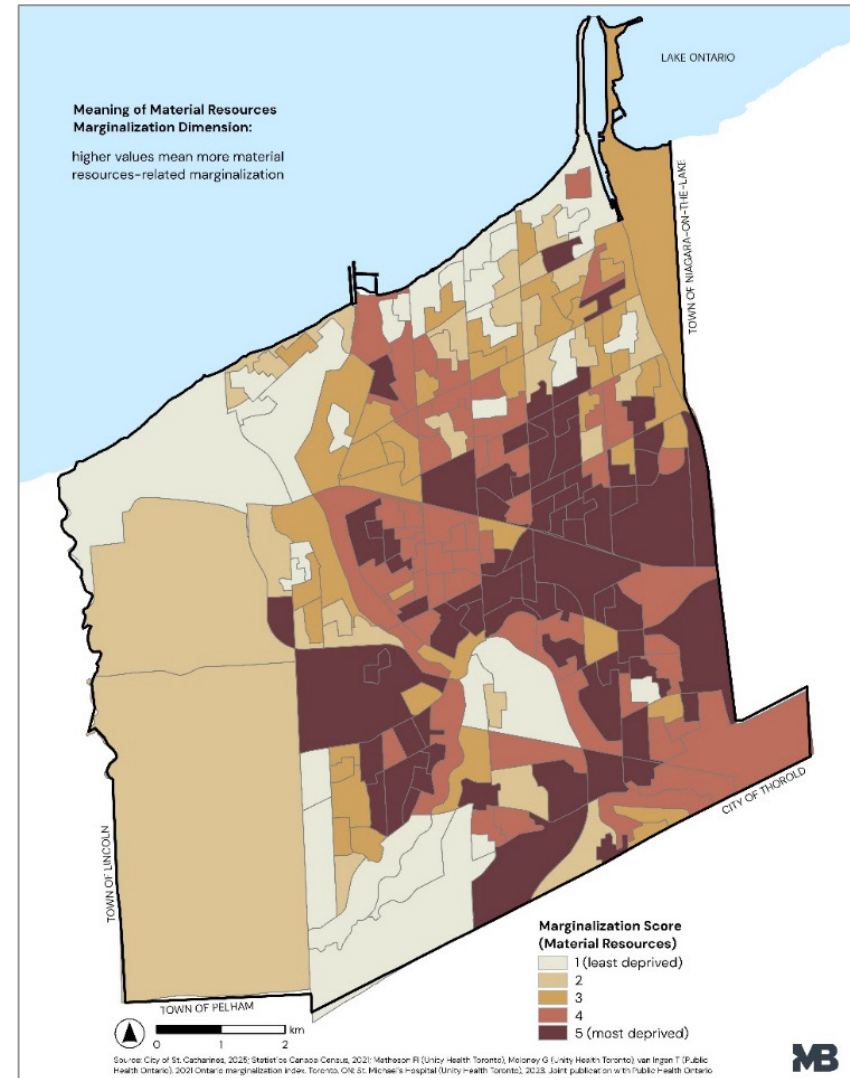 LAKE ONTARIO
Meaning of Material Resources
Marginalization Dimension:
higher values mean more material
resources-related marginalization
TOWN OF NIAGARA-ON-THE-LAKE
TOWN OF LINCOLN
CITY OF THOROLD
TOWN OF PELHAM
Marginalization Score
(Material Resources)
1 (least deprived)
2
3
4
5 (most deprived)
0 1 2 km
Source: City of St. Catharines, 2025; Statistics Canada Census, 2021; Matheson FI (Unity Health Toronto), Moloney G (Unity Health Toronto), van Ingen T (Public
Health Ontario). 2021 Ontario marginalization index. Toronto, ON: St. Michael's Hospital (Unity Health Toronto), 2023. Joint publication with Public Health Ontario
MB